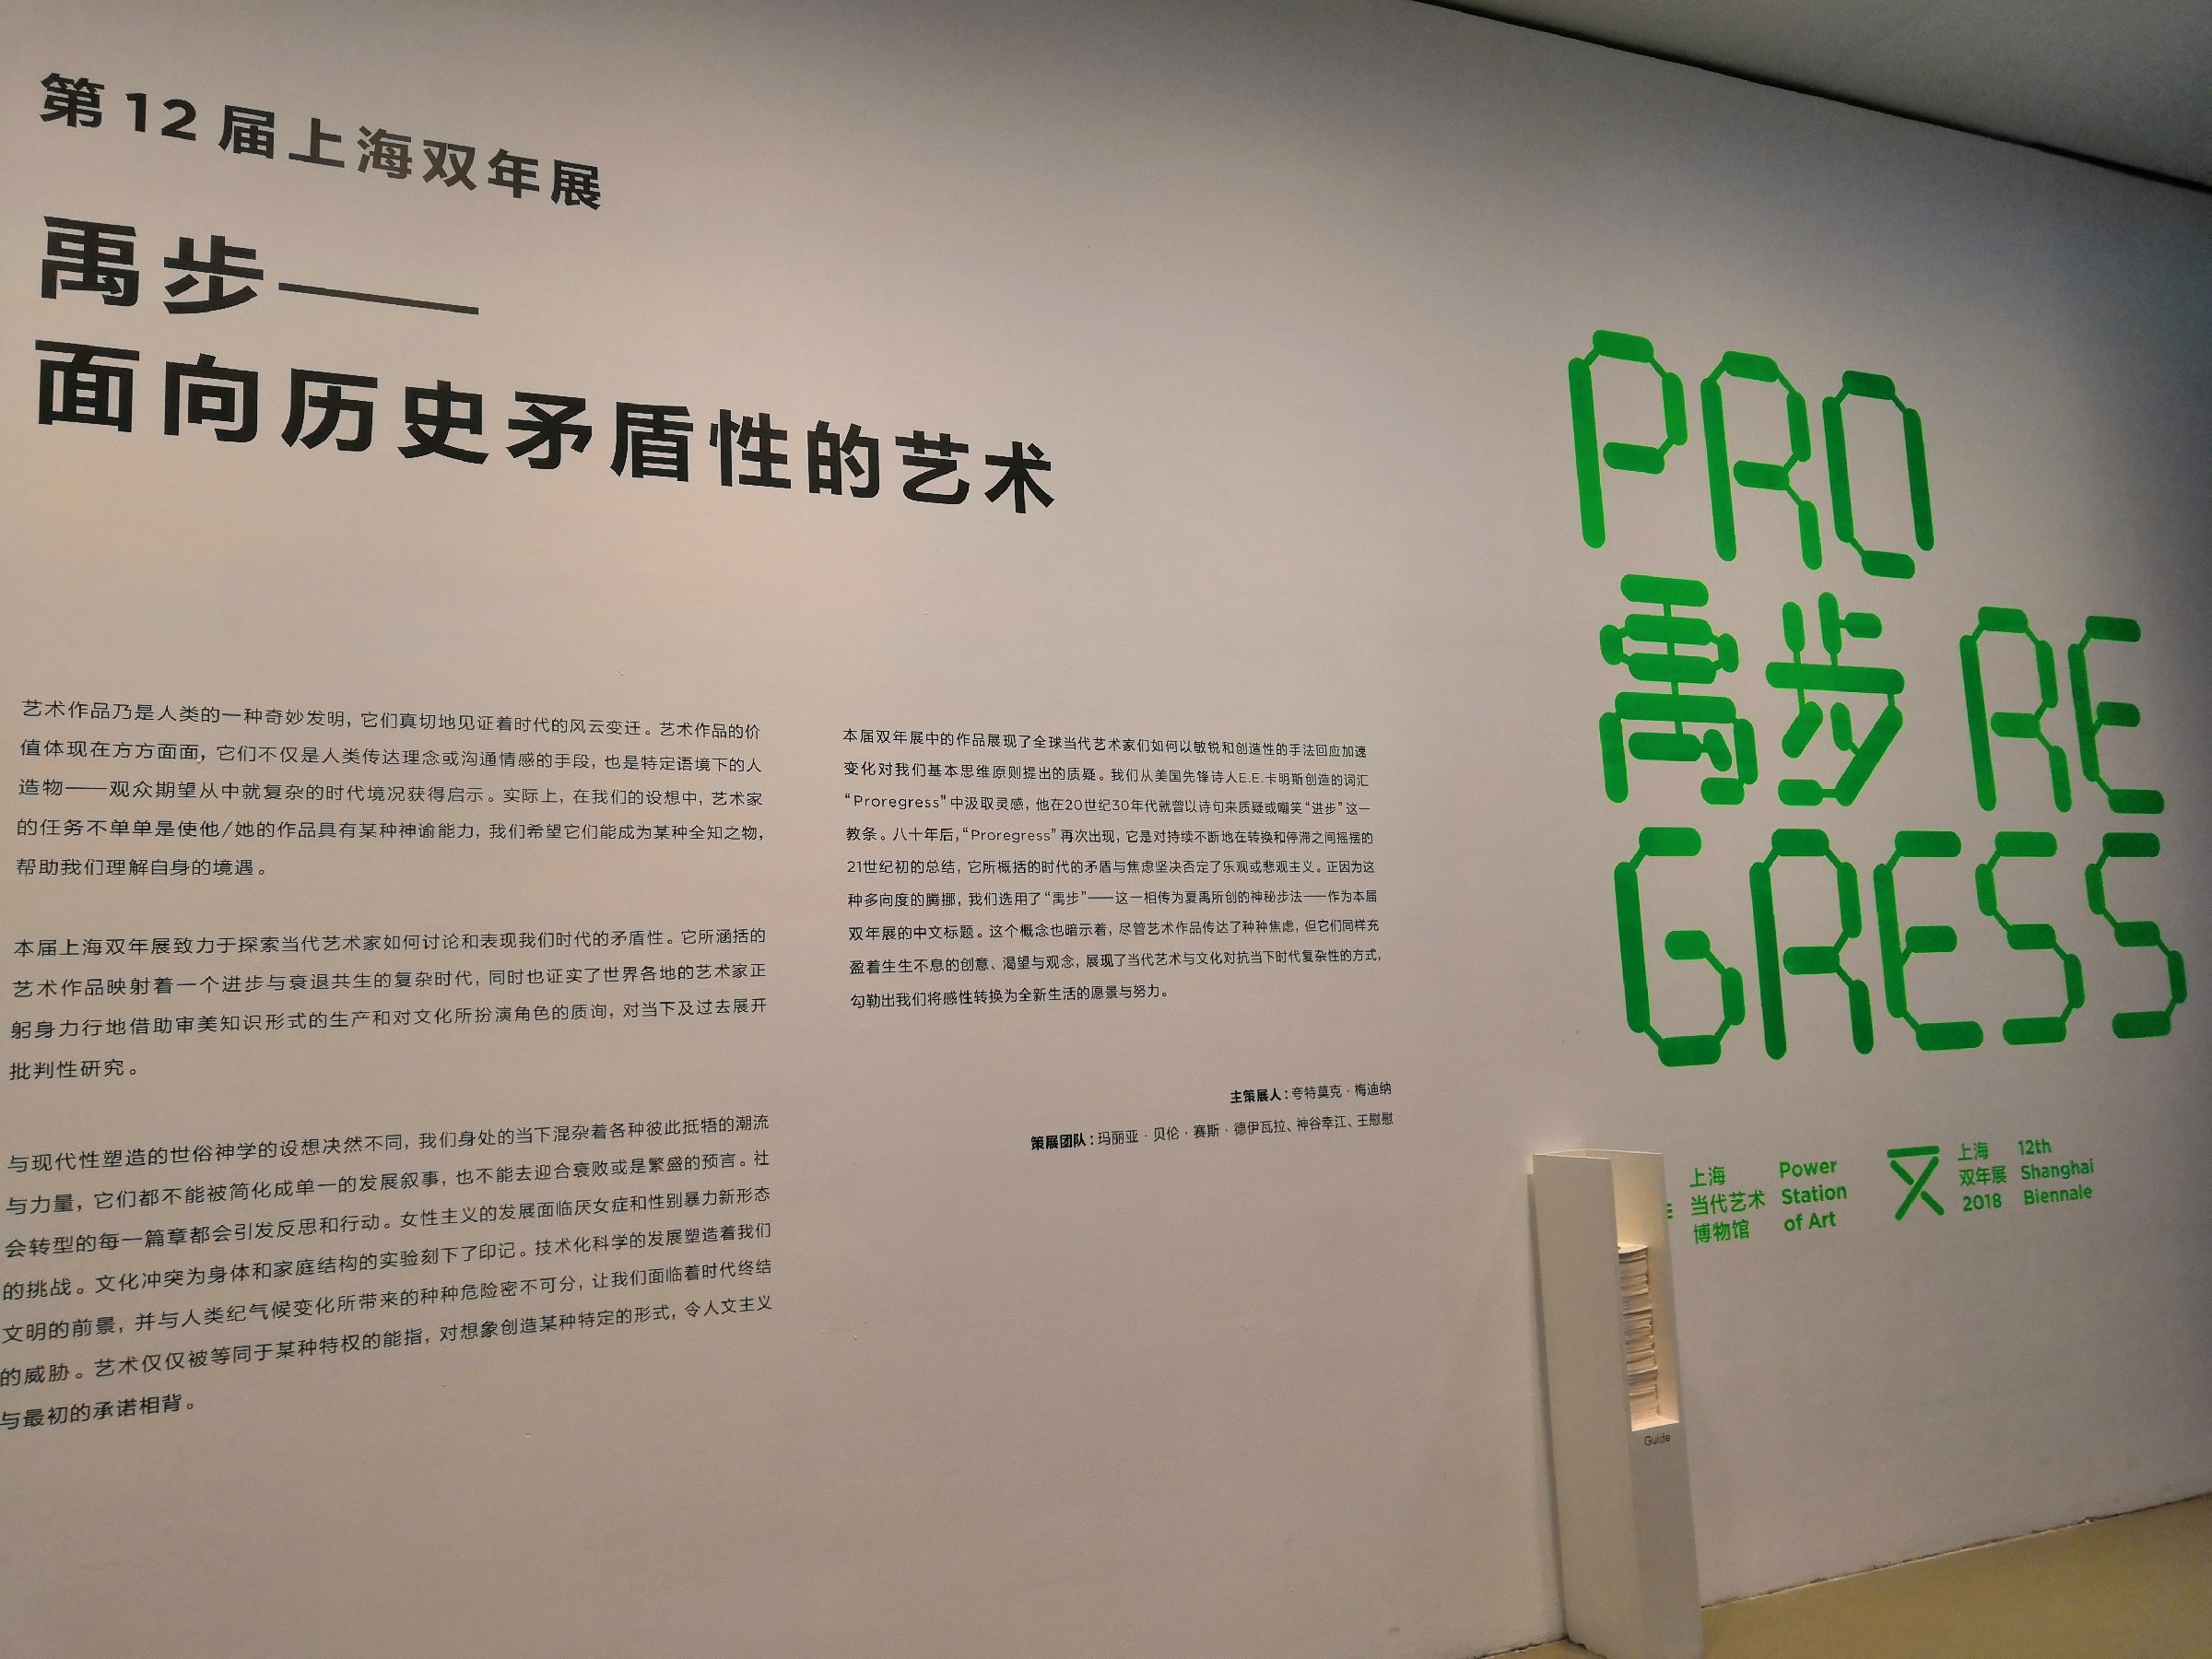 第12届上海双年展
禹步——
面向历史矛盾性的艺术
艺术作品乃是人类的一种奇妙发明，它们真切地见证着时代的风云变迁。艺术作品的价
值体现在方方面面，它们不仅是人类传达理念或沟通情感的手段，也是特定语境下的人
造物——观众期望从中就复杂的时代境况获得启示。实际上，在我们的设想中，艺术家
的任务不单单是使他/她的作品具有某种神谕能力，我们希望它们能成为某种全知之物，
帮助我们理解自身的境遇。
本届上海双年展致力于探索当代艺术家如何讨论和表现我们时代的矛盾性。它所涵括的
艺术作品映射着一个进步与衰退共生的复杂时代，同时也证实了世界各地的艺术家正
躬身力行地借助审美知识形式的生产和对文化所扮演角色的质询，对当下及过去展开
批判性研究。
与现代性塑造的世俗神学的设想决然不同，我们身处的当下混杂着各种彼此抵牾的潮流
与力量，它们都不能被简化成单一的发展叙事，也不能去迎合衰败或是繁盛的预言。社
会转型的每一篇章都会引发反思和行动。女性主义的发展面临厌女症和性别暴力新形态
的挑战。文化冲突为身体和家庭结构的实验刻下了印记。技术化科学的发展塑造着我们
文明的前景，并与人类纪气候变化所带来的种种危险密不可分，让我们面临着时代终结
的威胁。艺术仅仅被等同于某种特权的能指，对想象创造某种特定的形式，令人文主义
与最初的承诺相背。
本届双年展中的作品展现了全球当代艺术家们如何以敏锐和创造性的手法回应加速
变化对我们基本思维原则提出的质疑。我们从美国先锋诗人E.E.卡明斯创造的词汇
“Proregress”中汲取灵感，他在20世纪30年代就曾以诗句来质疑或嘲笑“进步”这一
教条。八十年后，“Proregress”再次出现，它是对持续不断地在转换和停滞之间摇摆的
21世纪初的总结，它所概括的时代的矛盾与焦虑坚决否定了乐观或悲观主义。正因为这
种多向度的腾挪，我们选用了“禹步”——这一相传为夏禹所创的神秘步法——作为本届
双年展的中文标题。这个概念也暗示着，尽管艺术作品传达了种种焦虑，但它们同样充
盈着生生不息的创意、渴望与观念，展现了当代艺术与文化对抗当下时代复杂性的方式，
勾勒出我们将感性转换为全新生活的愿景与努力。
主策展人：夸特莫克·梅迪纳
策展团队：玛丽亚·贝伦·赛斯·德伊瓦拉、神谷幸江、王慰慰
PRO
禹步 RE
GRESS
上海
当代艺术
博物馆
Power
Station
of Art
上海
双年展
2018
12th
Shanghai
Biennale
Guide